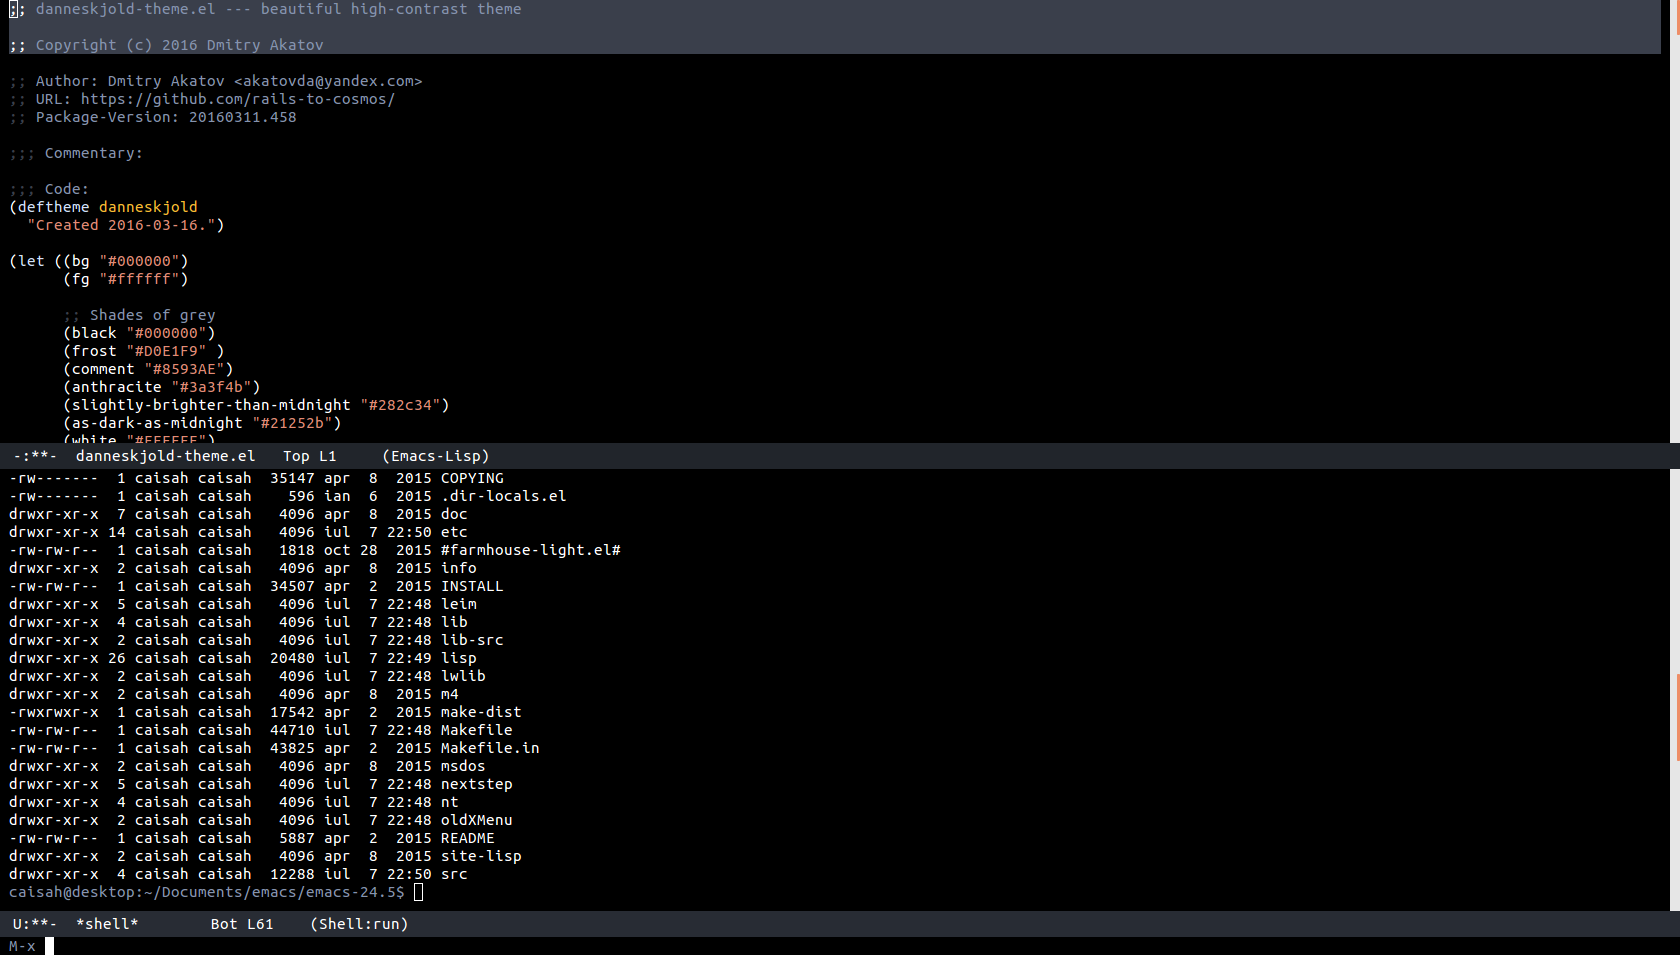 ;; danneskjold-theme.el --- beautiful high-contrast theme
;; Copyright (c) 2016 Dmitry Akatov
;; Author: Dmitry Akatov <akatovda@yandex.com>
;; URL: https://github.com/rails-to-cosmos/
;; Package-Version: 20160311.458
;;; Commentary:
;;; Code:
(deftheme danneskjold
  "Created 2016-03-16.")
(let ((bg "#000000")
      (fg "#ffffff")
      ;; Shades of grey
      (black "#000000")
      (frost "#D0E1F9" )
      (comment "#8593AE")
      (anthracite "#3a3f4b")
      (slightly-brighter-than-midnight "#282c34")
      (as-dark-as-midnight "#21252b")
      (white "#FFFFFF")
-:**-  danneskjold-theme.el   Top L1     (Emacs-Lisp)
-rw-------  1 caisah caisah  35147 apr  8  2015 COPYING
-rw-------  1 caisah caisah    596 ian  6  2015 .dir-locals.el
drwxr-xr-x  7 caisah caisah   4096 apr  8  2015 doc
drwxr-xr-x 14 caisah caisah   4096 iul  7 22:50 etc
-rw-rw-r--  1 caisah caisah   1818 oct 28  2015 #farmhouse-light.el#
drwxr-xr-x  2 caisah caisah   4096 apr  8  2015 info
-rw-rw-r--  1 caisah caisah  34507 apr  2  2015 INSTALL
drwxr-xr-x  5 caisah caisah   4096 iul  7 22:48 leim
drwxr-xr-x  4 caisah caisah   4096 iul  7 22:48 lib
drwxr-xr-x  2 caisah caisah   4096 iul  7 22:48 lib-src
drwxr-xr-x 26 caisah caisah  20480 iul  7 22:49 lisp
drwxr-xr-x  2 caisah caisah   4096 iul  7 22:48 lwlib
drwxr-xr-x  2 caisah caisah   4096 apr  8  2015 m4
-rwxrwxr-x  1 caisah caisah  17542 apr  2  2015 make-dist
-rw-rw-r--  1 caisah caisah  44710 iul  7 22:48 Makefile
-rw-rw-r--  1 caisah caisah  43825 apr  2  2015 Makefile.in
drwxr-xr-x  2 caisah caisah   4096 apr  8  2015 msdos
drwxr-xr-x  5 caisah caisah   4096 iul  7 22:48 nextstep
drwxr-xr-x  4 caisah caisah   4096 iul  7 22:48 nt
drwxr-xr-x  2 caisah caisah   4096 iul  7 22:48 oldXMenu
-rw-rw-r--  1 caisah caisah   5887 apr  2  2015 README
drwxr-xr-x  2 caisah caisah   4096 apr  8  2015 site-lisp
drwxr-xr-x  4 caisah caisah  12288 iul  7 22:50 src
caisah@desktop:~/Documents/emacs/emacs-24.5$
U:**-  *shell*        Bot L61    (Shell:run)
M-x